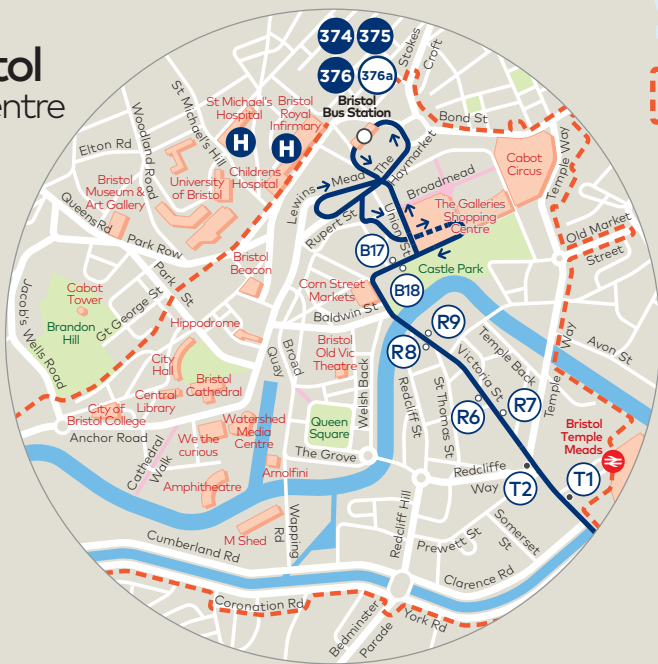 tol
entre
374 375
376 376a
Bristol
Bus Station
Stokes
Croft
Bond St
St Michael's
Hospital
Bristol
Royal
Infirmary
H
H
Childrens
Hospital
St Michael's Hill
Woodland Road
Elton Rd
University
of Bristol
Bristol
Museum &
Art Gallery
Queens Rd
Park Row
Park St
Lewins Mead
The Haymarket
Rupert St
Union St
Broadmead
The Galleries
Shopping
Centre
Cabot
Circus
Temple Way
Old Market
Street
B17
B18
Castle Park
Bristol
Beacon
Corn Street
Markets
Baldwin St
Cabot
Tower
Brandon
Hill
Gt. George St
Jacob's Wells Road
Hippodrome
City
Hall
Bristol
Cathedral
Central
Library
City of
Bristol College
Anchor Road
Cathedral
Walk
We the
curious
Watershed
Media
Centre
Amphitheatre
Arnolfini
Broad
Quay
Bristol
Old Vic
Theatre
Welsh Back
Queen
Square
The Grove
R9
R8
R6
R7
T2
T1
Victoria St
Temple Back
Temple Way
Avon St
Redcliff St
St Thomas St
Bristol
Temple
Meads
Redcliffe
Way
Redcliff Hill
Prewett St
Somerset
St
Clarence Rd
M Shed
Wapping
Rd
Cumberland Rd
Coronation Rd
Bedminster
Parade
York Rd